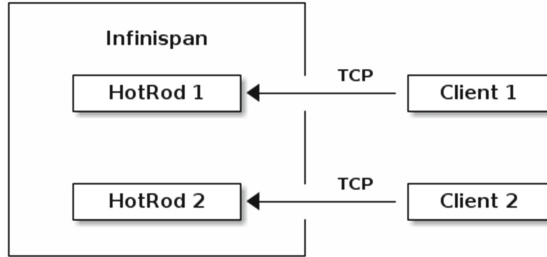 Infinispan
HotRod 1
TCP
Client 1
HotRod 2
TCP
Client 2